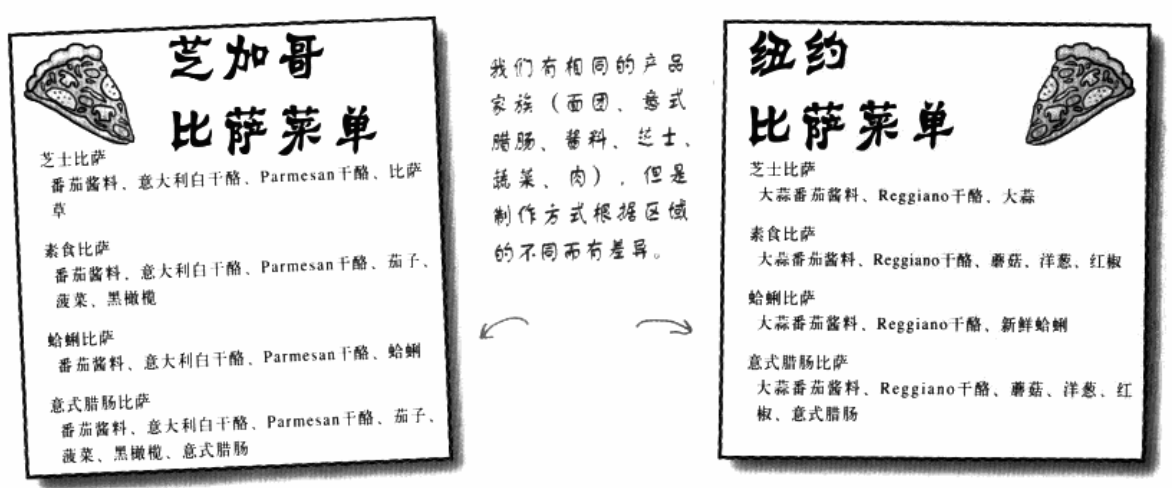 芝加哥
比萨菜单
芝士比萨
番茄酱料、意大利白干酪、Parmesan干酪、比萨
草
素食比萨
番茄酱料、意大利白干酪、Parmesan干酪、茄子、
菠菜、黑橄榄
蛤蜊比萨
番茄酱料、意大利白干酪、Parmesan干酪、蛤蜊
意式腊肠比萨
番茄酱料、意大利白干酪、Parmesan干酪、茄子、
菠菜、黑橄榄、意式腊肠
我们有相同的产品
家族（面团、意式
腊肠、酱料、芝士、
蔬菜、肉），但是
制作方式根据区域
的不同而有差异。
纽约
比萨菜单
芝士比萨
大蒜番茄酱料、Reggiano干酪、大蒜
素食比萨
大蒜番茄酱料、Reggiano干酪、蘑菇、洋葱、红椒
蛤蜊比萨
大蒜番茄酱料、Reggiano干酪、新鲜蛤蜊
意式腊肠比萨
大蒜番茄酱料、Reggiano干酪、蘑菇、洋葱、红
椒、意式腊肠